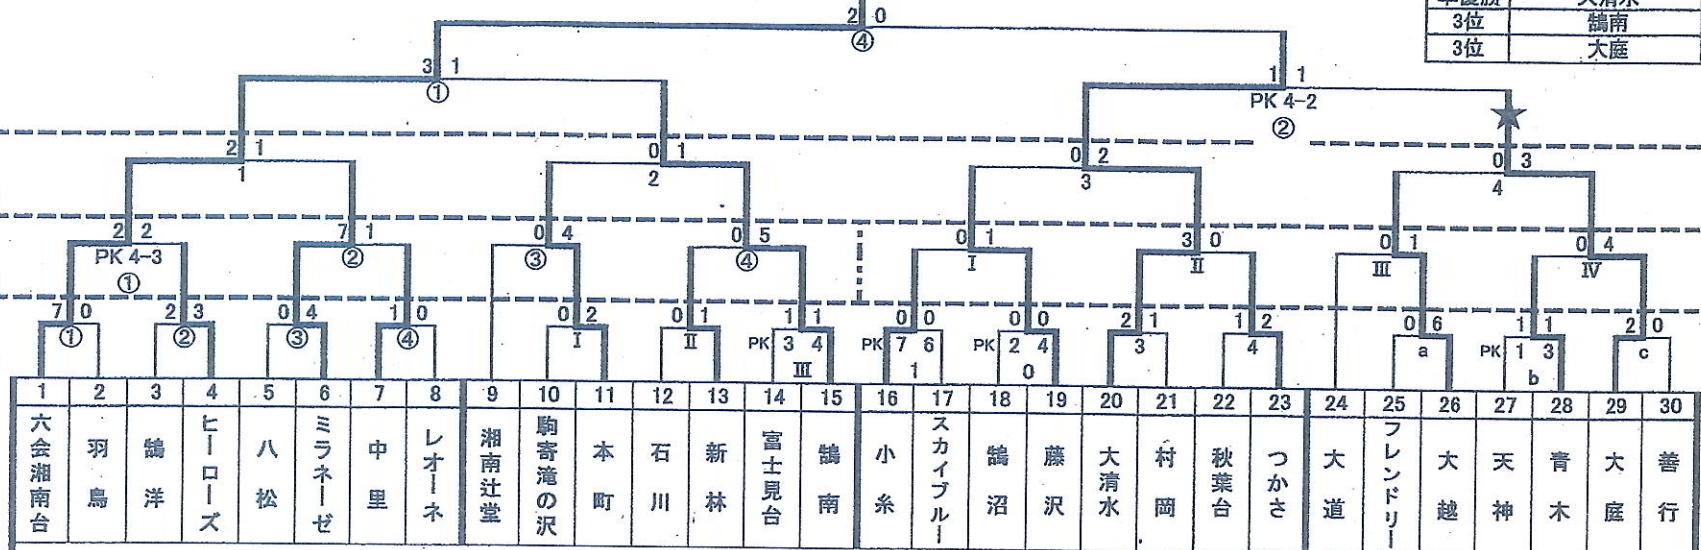 2 0
④
大清水
3位 鵠南
3位 大庭
3 1
①
1 1
PK 4-2
②
★
2 1
1
0 1
2
0 2
3
0 3
4
2 2
PK 4-3
①
7 1
②
0 4
③
0 5
④
0 1
I
3 0
II
0 1
III
0 4
IV
7 0
①
2 3
②
0 4
③
1 0
④
0 2
I
0 1
II
1 1
PK 3 4
III
0 0
PK 7 6
1
0 0
PK 2 4
0
2 1
3
1 2
4
0 6
a
1 1
PK 1 3
b
2 0
c
1 2 3 4 5 6 7 8 9 10 11 12 13 14 15 16 17 18 19 20 21 22 23 24 25 26 27 28 29 30
六会湘南台
羽鳥
鵠洋
ヒーローズ
八松
ミラネーゼ
中里
レオーネ
湘南辻堂
駒寄滝の沢
本町
石川
新林
富士見台
鵠南
小糸
スカイブルー
鵠沼
藤沢
大清水
村岡
秋葉台
つかさ
大道
フレンドリー
大越
天神
青木
大庭
善行